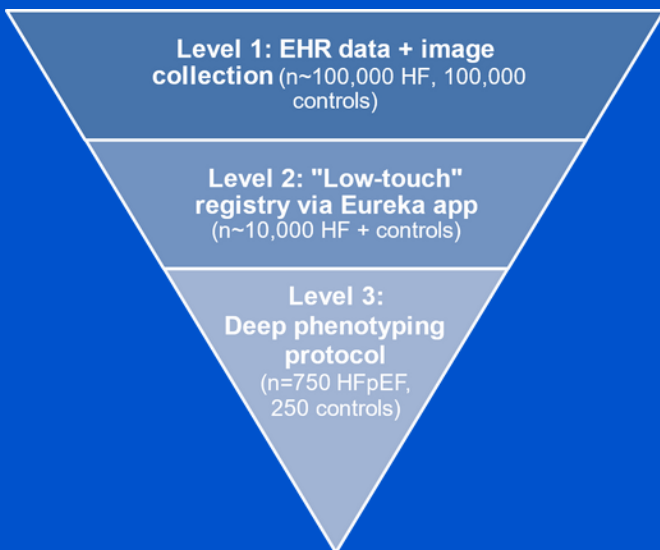 Level 1: EHR data + image
collection (n~100,000 HF, 100,000
controls)
Level 2: "Low-touch"
registry via Eureka app
(n~10,000 HF + controls)
Level 3:
Deep phenotyping
protocol
(n=750 HFpEF,
250 controls)